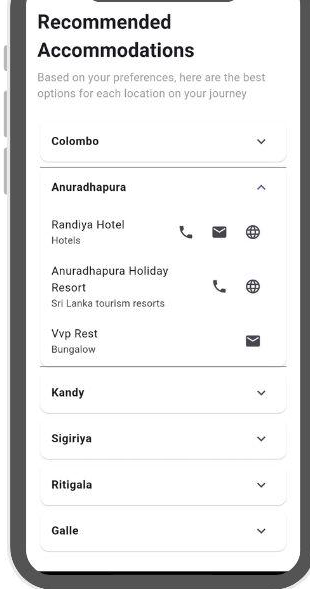 Recommended
Accommodations
Based on your preferences, here are the best
options for each location on your journey
Colombo
Anuradhapura
Randiya Hotel
Hotels
Anuradhapura Holiday
Resort
Sri Lanka tourism resorts
Vvp Rest
Bungalow
Kandy
Sigiriya
Ritigala
Galle